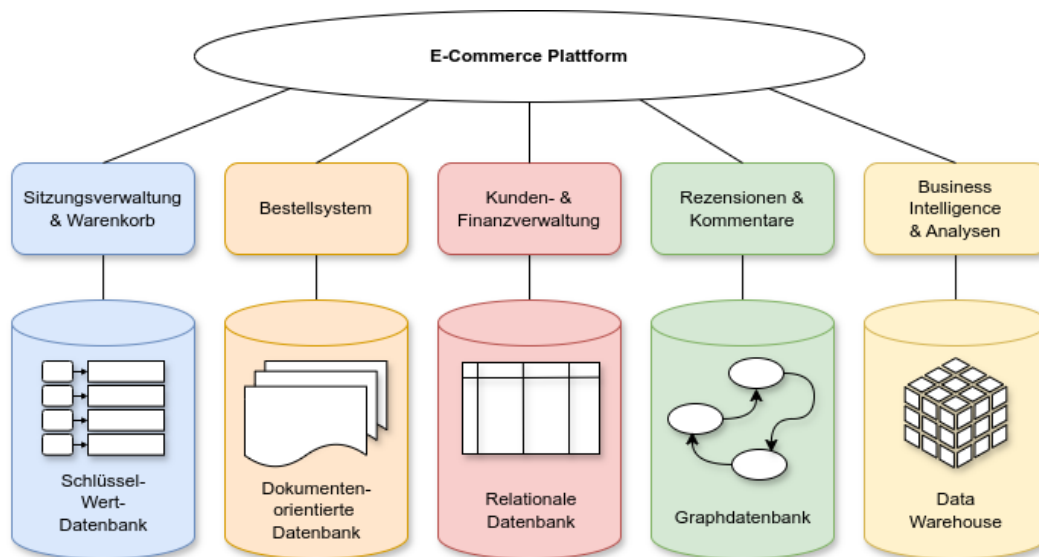 E-Commerce Plattform
Sitzungsverwaltung
& Warenkorb
Bestellsystem
Kunden- &
Finanzverwaltung
Rezensionen &
Kommentare
Business
Intelligence
& Analysen
Schlüssel-
Wert-
Datenbank
Dokumenten-
orientierte
Datenbank
Relationale
Datenbank
Graphdatenbank
Data
Warehouse